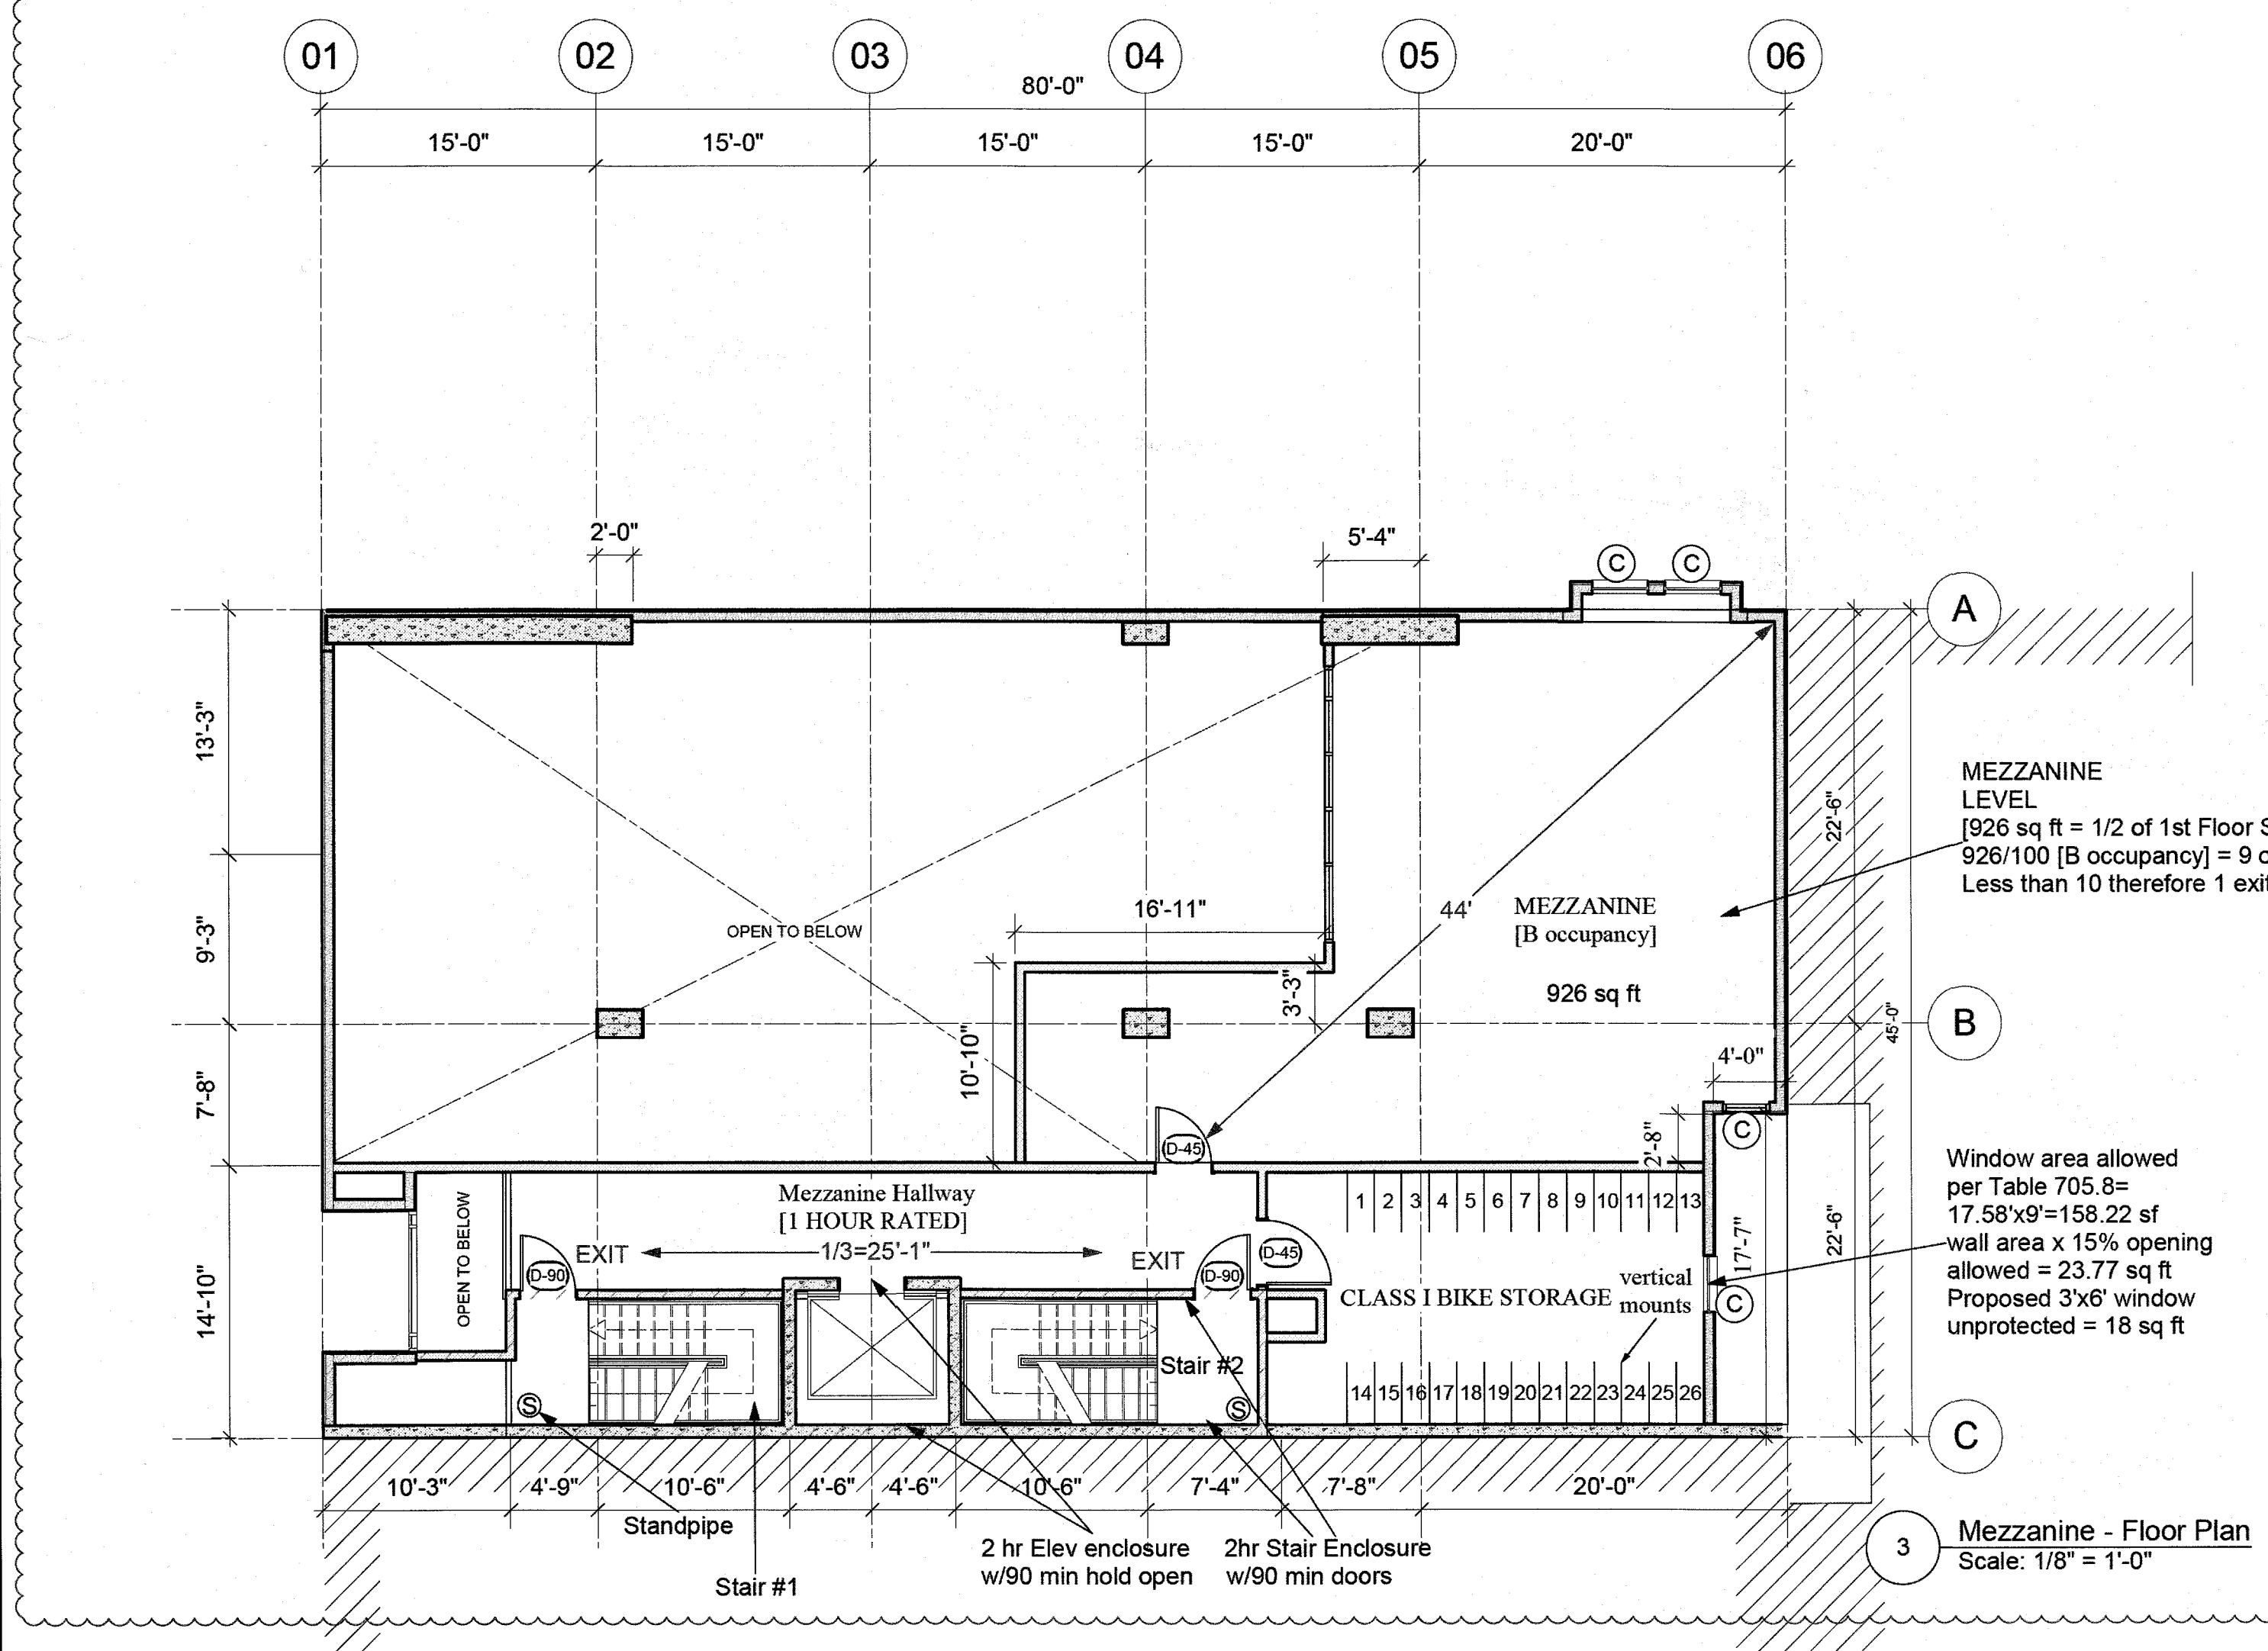 01 02 03 04 05 06
80'-0"
15'-0" 15'-0" 15'-0" 15'-0" 20'-0"
2'-0" 5'-4"
C C
A
13'-3"
9'-3"
7'-8"
14'-10"
OPEN TO BELOW
16'-11"
10'-10"
3'-3"
44'
MEZZANINE
[B occupancy]
926 sq ft
22'-6"
45'-0"
B
4'-0"
C
2'-8"
D-45
MEZZANINE
LEVEL
[926 sq ft = 1/2 of 1st Floor S
926/100 [B occupancy] = 9 o
Less than 10 therefore 1 exit
OPEN TO BELOW
Mezzanine Hallway
[1 HOUR RATED]
EXIT 1/3=25'-1" EXIT
D-90 D-90 D-45
1 2 3 4 5 6 7 8 9 10 11 12 13
CLASS I BIKE STORAGE
vertical
mounts
14 15 16 17 18 19 20 21 22 23 24 25 26
17'-7"
22'-6"
C
Window area allowed
per Table 705.8=
17.58'x9'=158.22 sf
wall area x 15% opening
allowed = 23.77 sq ft
Proposed 3'x6' window
unprotected = 18 sq ft
Stair #2
S S
C
10'-3" 4'-9" 10'-6" 4'-6" 4'-6" 10'-6" 7'-4" 7'-8" 20'-0"
Standpipe
Stair #1
2 hr Elev enclosure
w/90 min hold open
2hr Stair Enclosure
w/90 min doors
3
Mezzanine - Floor Plan
Scale: 1/8" = 1'-0"